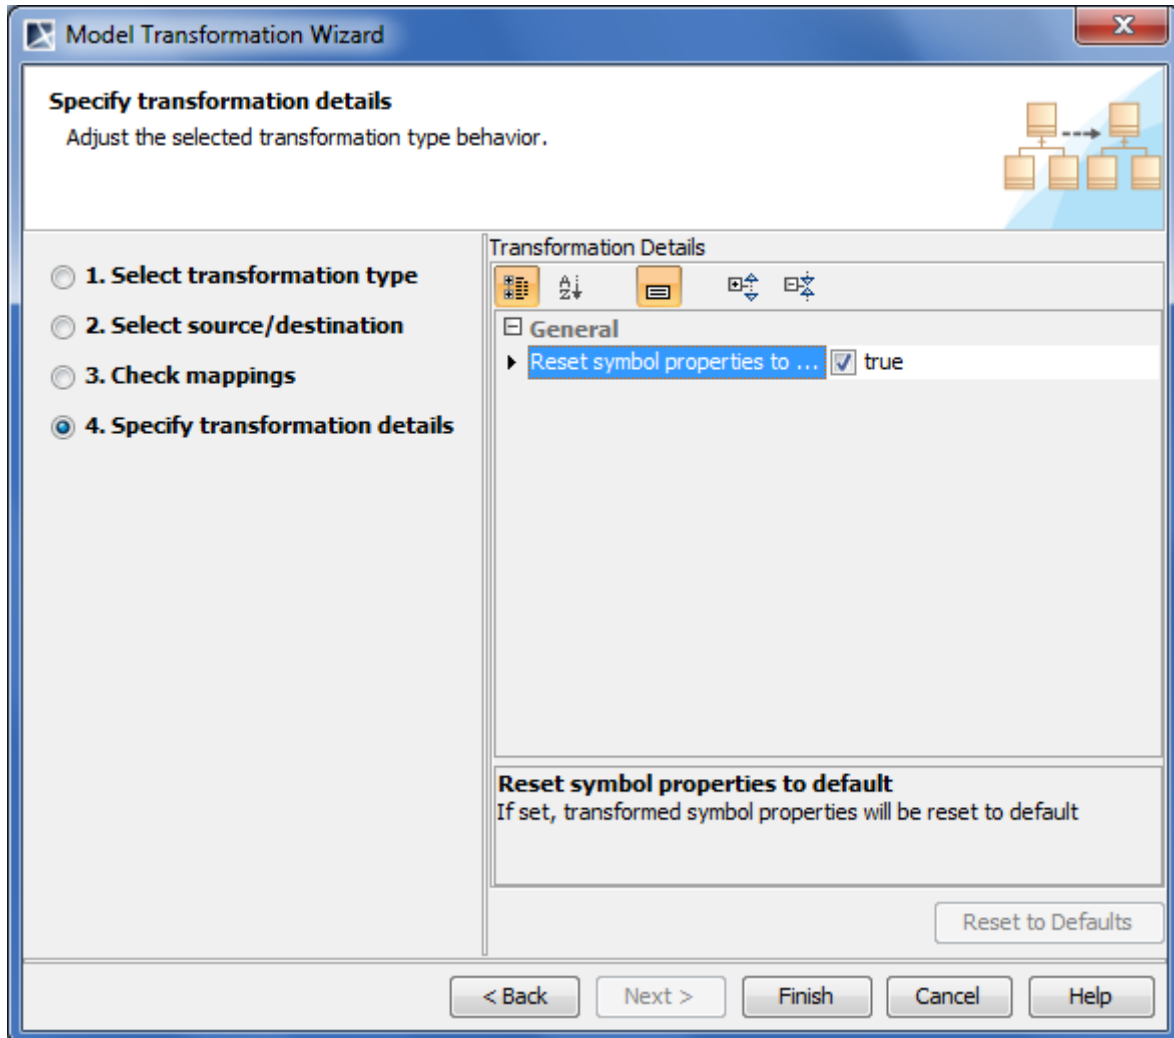 Model Transformation Wizard
Specify transformation details
Adjust the selected transformation type behavior.
1. Select transformation type
2. Select source/destination
3. Check mappings
4. Specify transformation details
Transformation Details
General
Reset symbol properties to ... true
Reset symbol properties to default
If set, transformed symbol properties will be reset to default
Reset to Defaults
< Back Next > Finish Cancel Help